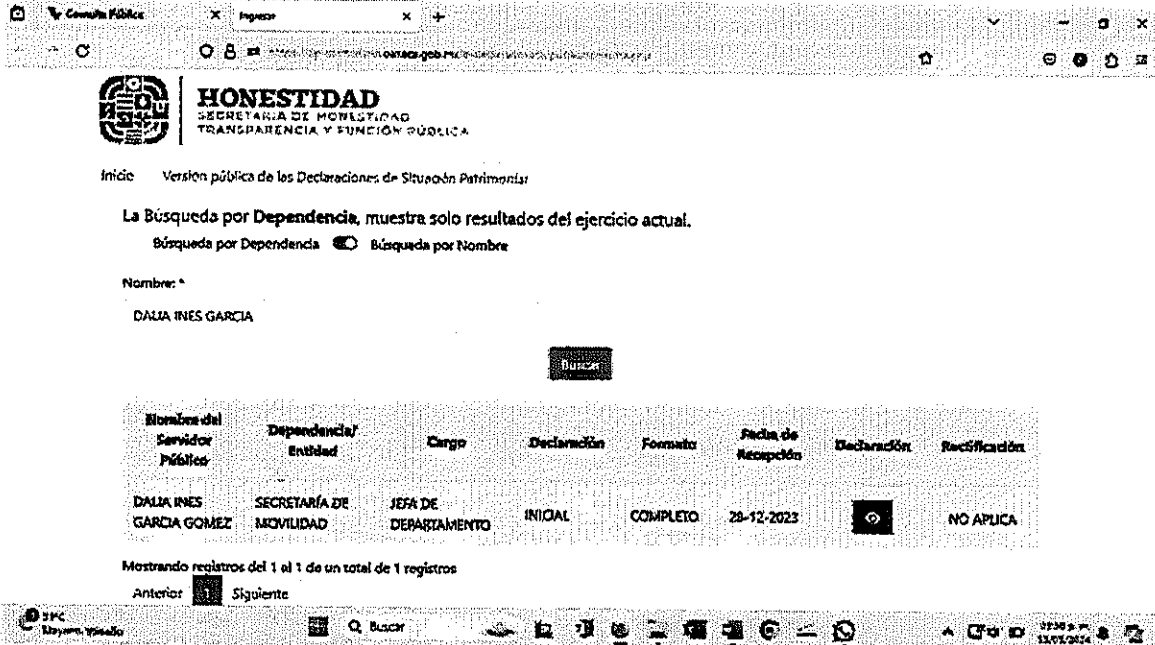 Consulta Pública
Ingresar
oaxaca.gob.mx
HONESTIDAD
SECRETARÍA DE HONESTIDAD
TRANSPARENCIA Y FUNCIÓN PÚBLICA
Inicio Versión pública de las Declaraciones de Situación Patrimonial
La Búsqueda por Dependencia, muestra solo resultados del ejercicio actual.
Búsqueda por Dependencia Búsqueda por Nombre
Nombre: *
DALIA INES GARCIA
Buscar
Nombre del Servidor Público Dependencia/ Entidad Cargo Declaración Formato Fecha de Recepción Declaración Rectificación
DALIA INES GARCIA GOMEZ SECRETARÍA DE MOVILIDAD JEFA DE DEPARTAMENTO INICIAL COMPLETO 28-12-2023 NO APLICA
Mostrando registros del 1 al 1 de un total de 1 registros
Anterior 1 Siguiente
Buscar